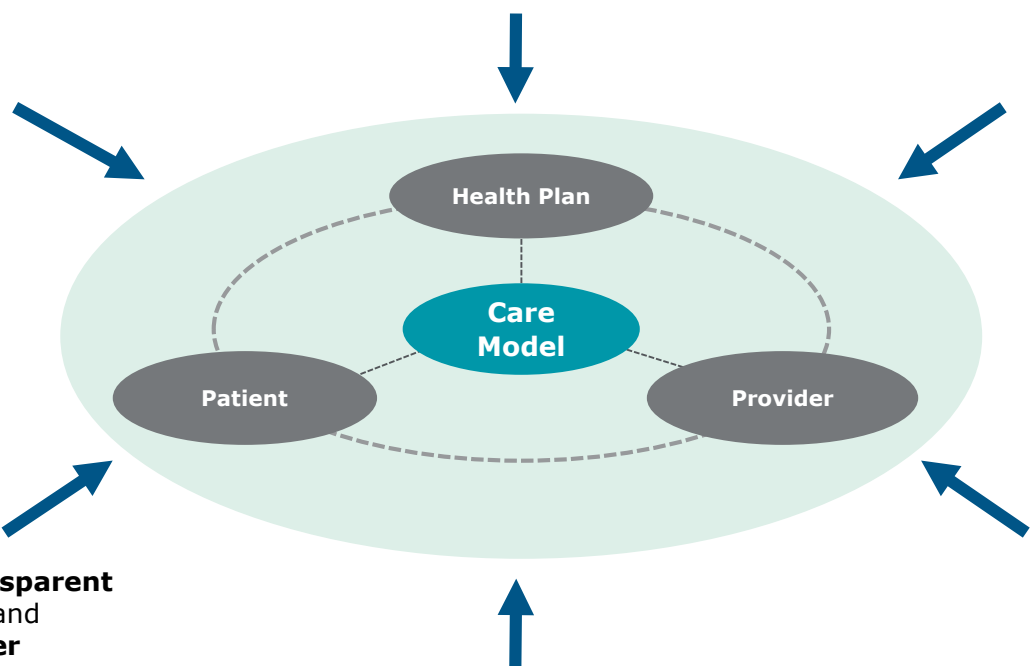 Health Plan
Care
Model
Patient
Provider
sparent
and
er